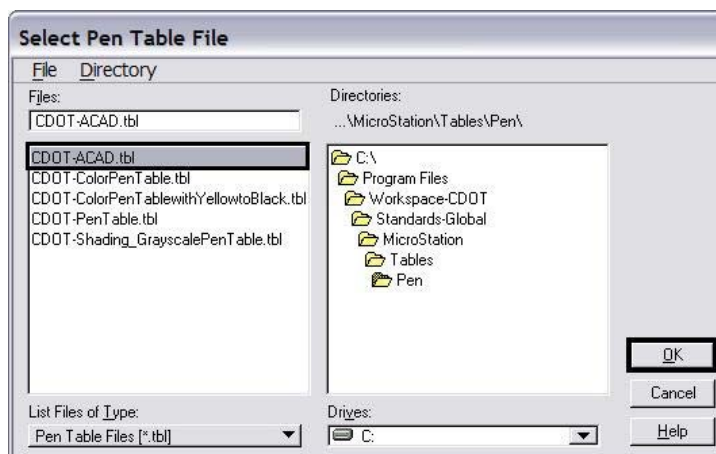 Select Pen Table File
File Directory
Files:
CDOT-ACAD.tbl
CDOT-ACAD.tbl
CDOT-ColorPenTable.tbl
CDOT-ColorPenTablewithYellowtoBlack.tbl
CDOT-PenTable.tbl
CDOT-Shading_GrayscalePenTable.tbl
List Files of Type:
Pen Table Files [*.tbl]
Directories:
...\MicroStation\Tables\Pen\
C:\
Program Files
Workspace-CDOT
Standards-Global
MicroStation
Tables
Pen
Drives:
C:
OK
Cancel
Help